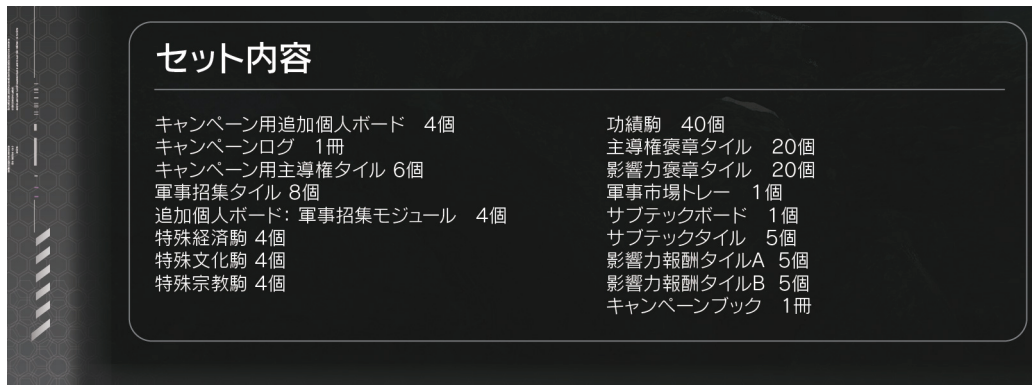 セット内容
キャンペーン用追加個人ボード　4個
キャンペーンログ　1冊
キャンペーン用主導権タイル 6個
軍事招集タイル 8個
追加個人ボード： 軍事招集モジュール　4個
特殊経済駒 4個
特殊文化駒 4個
特殊宗教駒 4個
功績駒　40個
主導権褒章タイル　20個
影響力褒章タイル　20個
軍事市場トレー　1個
サブテックボード　1個
サブテックタイル　5個
影響力報酬タイルA　5個
影響力報酬タイルB　5個
キャンペーンブック　1冊